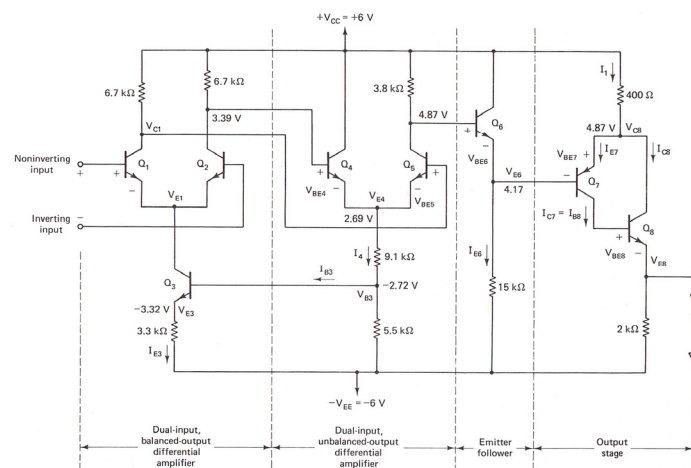 +V_CC = +6 V
6.7 kΩ
6.7 kΩ
3.8 kΩ
I_1
400 Ω
V_C1
3.39 V
4.87 V
4.87 V
V_C8
Noninverting
input
+
+
−
Q_1
Q_2
V_E1
+
V_BE4
−
Q_4
Q_5
+
−
V_BE5
V_E4
2.69 V
+
Q_6
−
V_BE6
V_E6
4.17
V_BE7
+
−
I_E7
Q_7
I_C8
I_C7 = I_B8
+
V_BE8
−
Q_8
V_E8
−
Inverting
input
+
I_4
9.1 kΩ
I_E6
Q_3
I_B3
V_B3
−2.72 V
−3.32 V
V_E3
3.3 kΩ
I_E3
5.5 kΩ
15 kΩ
2 kΩ
−V_EE = −6 V
Dual-input,
balanced-output
differential
amplifier
Dual-input,
unbalanced-output
differential
amplifier
Emitter
follower
Output
stage